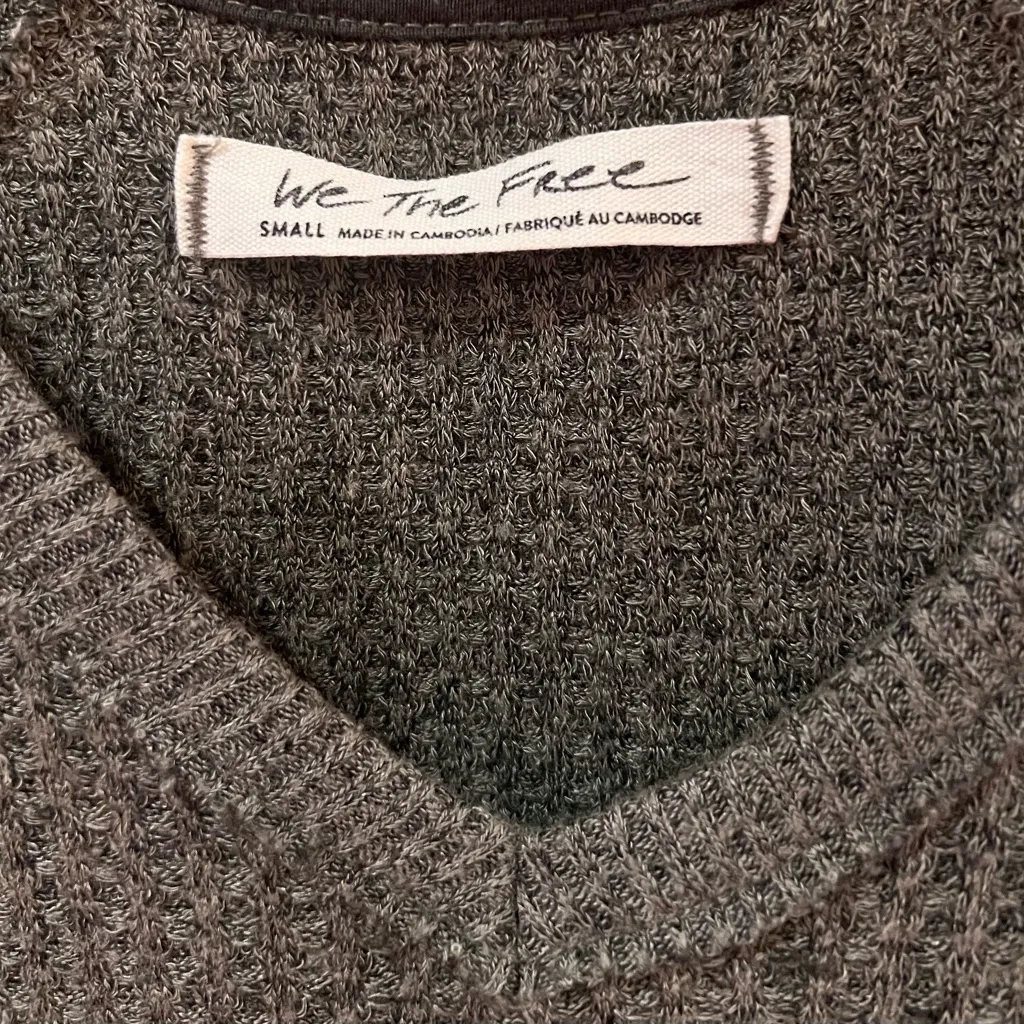 We The Free
SMALL MADE IN CAMBODIA / FABRIQUÉ AU CAMBODGE